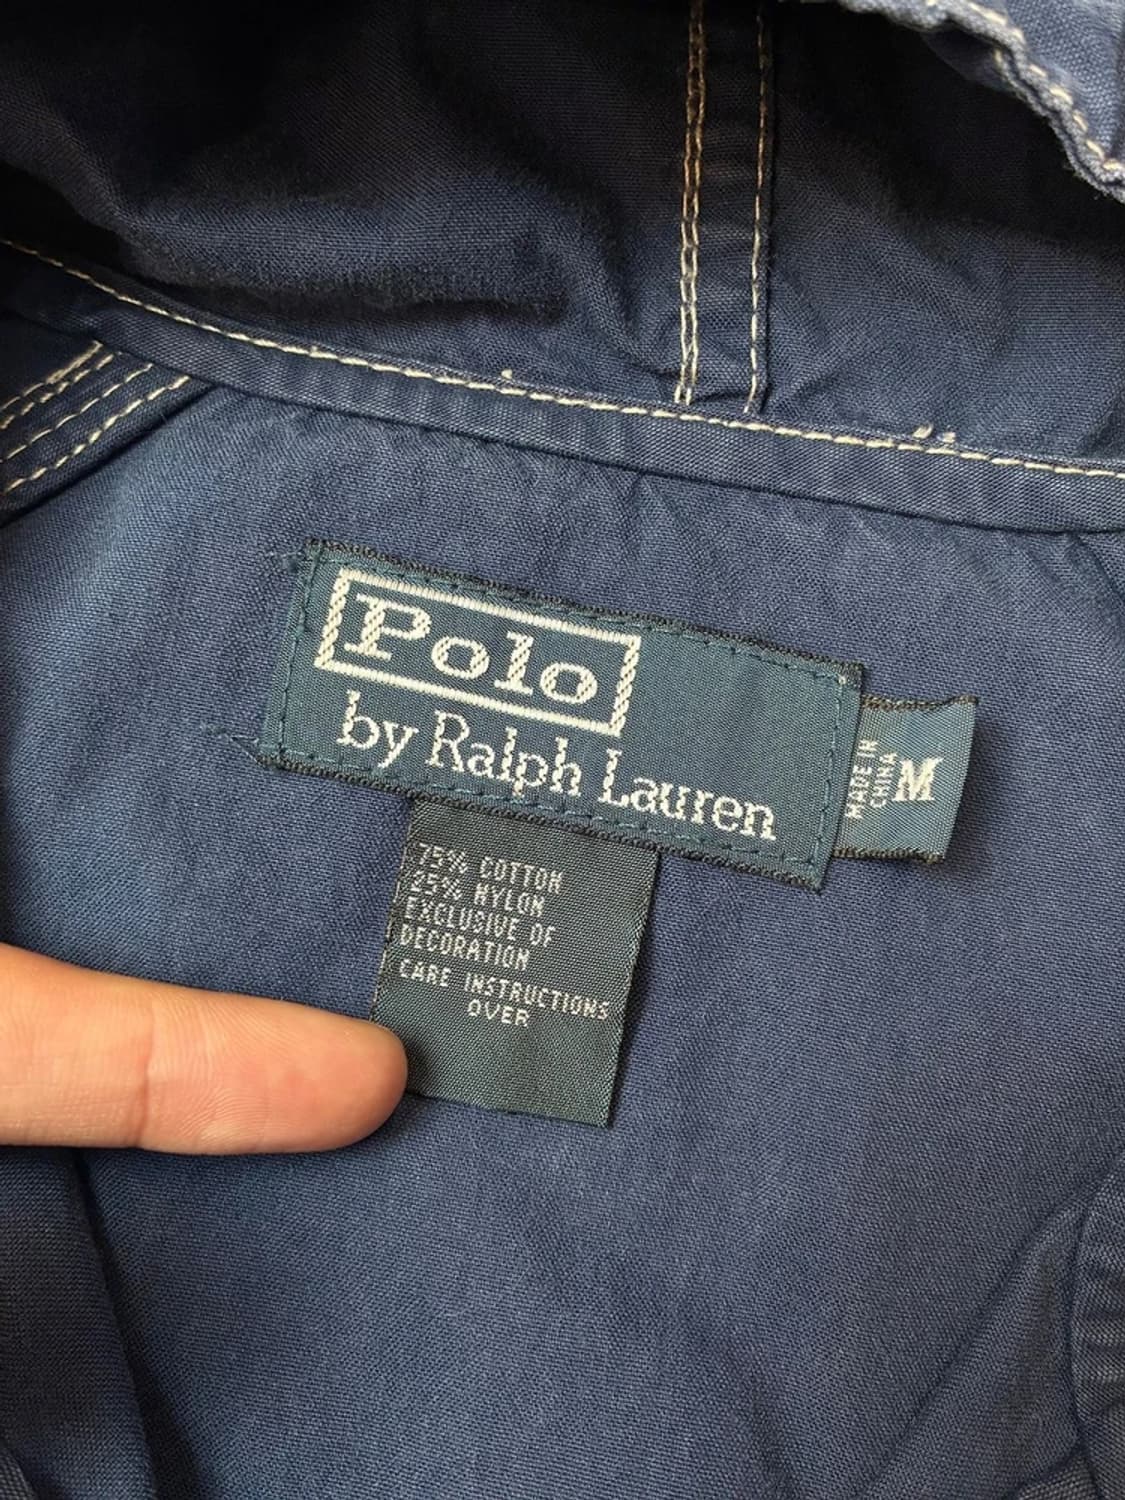 Polo
by Ralph Lauren
MADE IN
CHINA
M
75% COTTON
25% NYLON
EXCLUSIVE OF
DECORATION
CARE INSTRUCTIONS
OVER